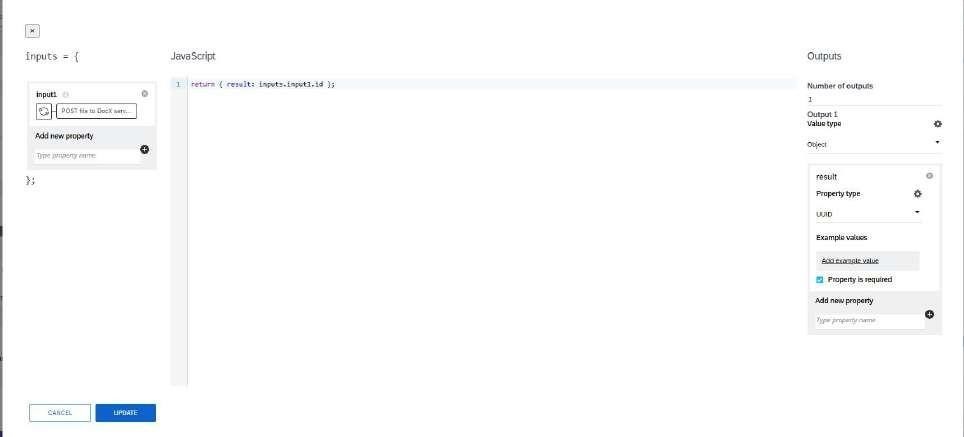 ×
inputs = {
input1
POST file to DocX serv...
Add new property
Type property name
};
JavaScript
1 return { result: inputs.input1.id };
Outputs
Number of outputs
1
Output 1
Value type
Object
result
Property type
UUID
Example values
Add example value
Property is required
Add new property
Type property name
CANCEL
UPDATE